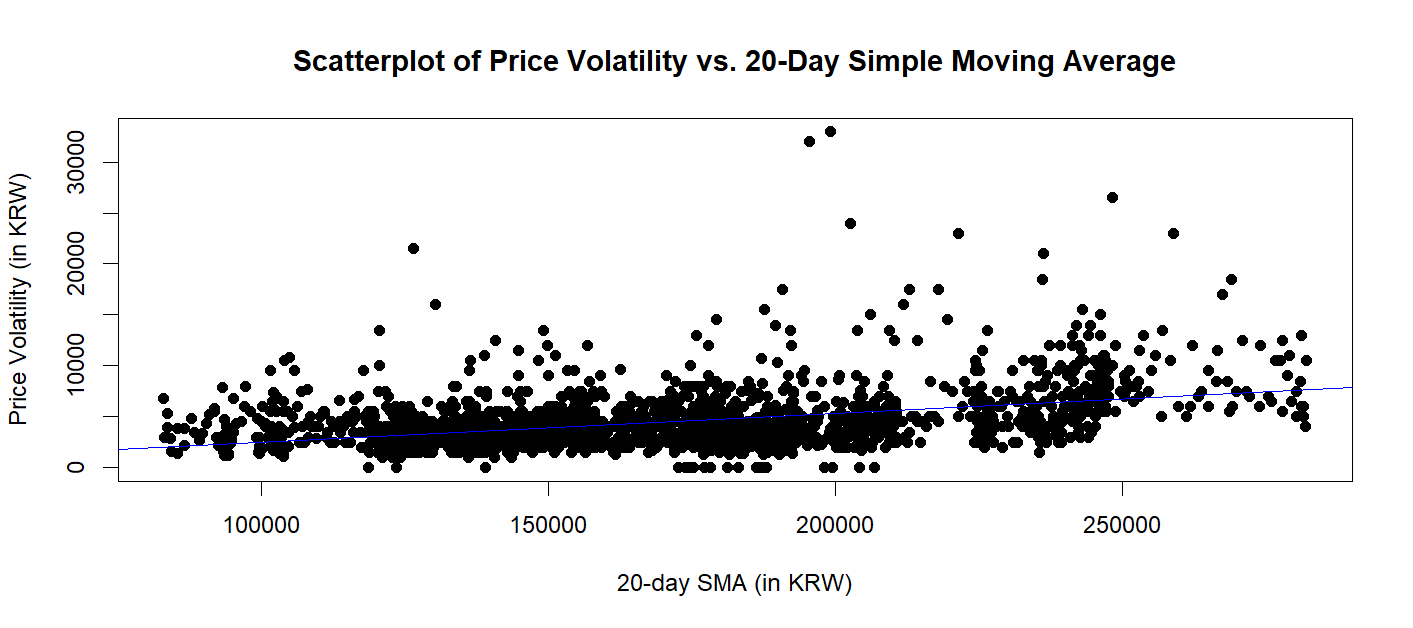 Scatterplot of Price Volatility vs. 20-Day Simple Moving Average
Price Volatility (in KRW)
30000
20000
10000
0
100000 150000 200000 250000
20-day SMA (in KRW)